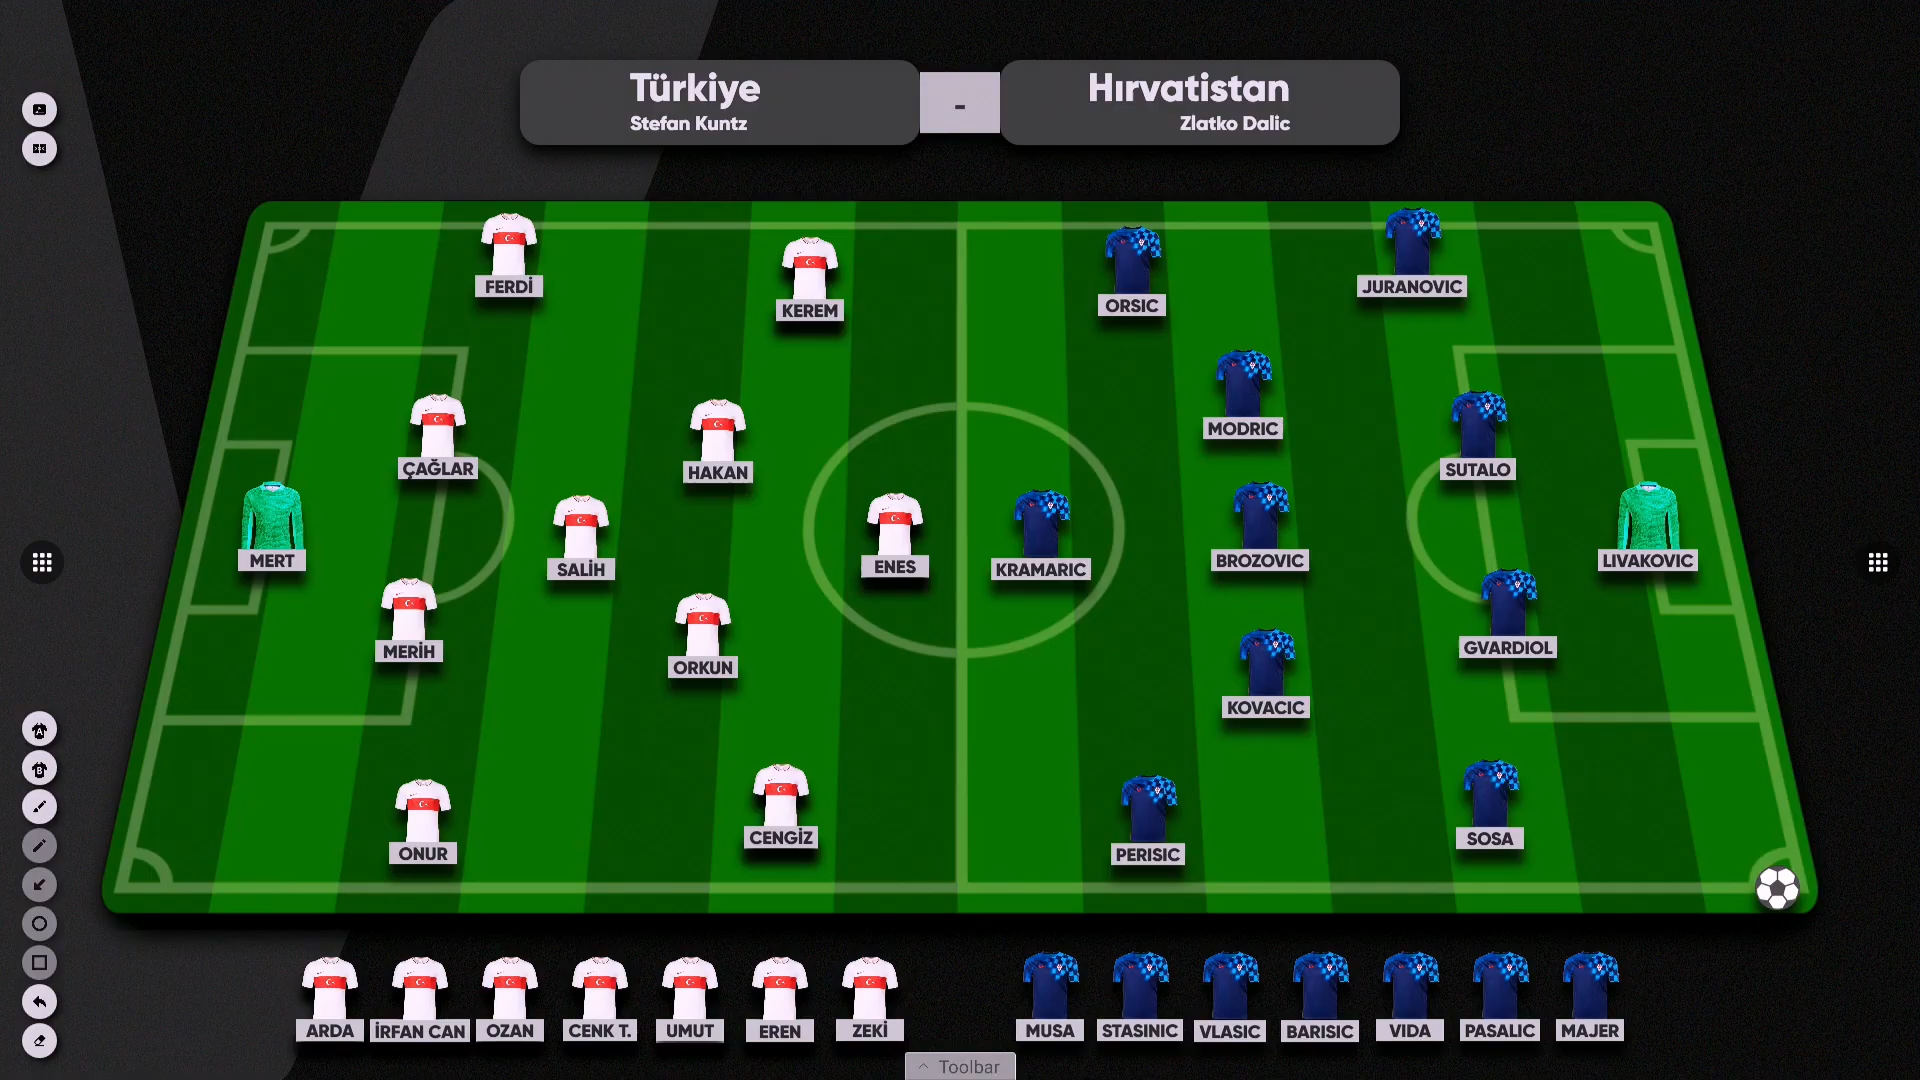 Türkiye
Stefan Kuntz
-
Hırvatistan
Zlatko Dalic
FERDİ
KEREM
ORSIC
JURANOVIC
ÇAĞLAR
HAKAN
MODRIC
SUTALO
MERT
SALİH
ENES
KRAMARIC
BROZOVIC
LIVAKOVIC
MERİH
ORKUN
KOVACIC
GVARDIOL
ONUR
CENGİZ
PERISIC
SOSA
ARDA
İRFAN CAN
OZAN
CENK T.
UMUT
EREN
ZEKİ
MUSA
STASINIC
VLASIC
BARISIC
VIDA
PASALIC
MAJER
A
B
Toolbar